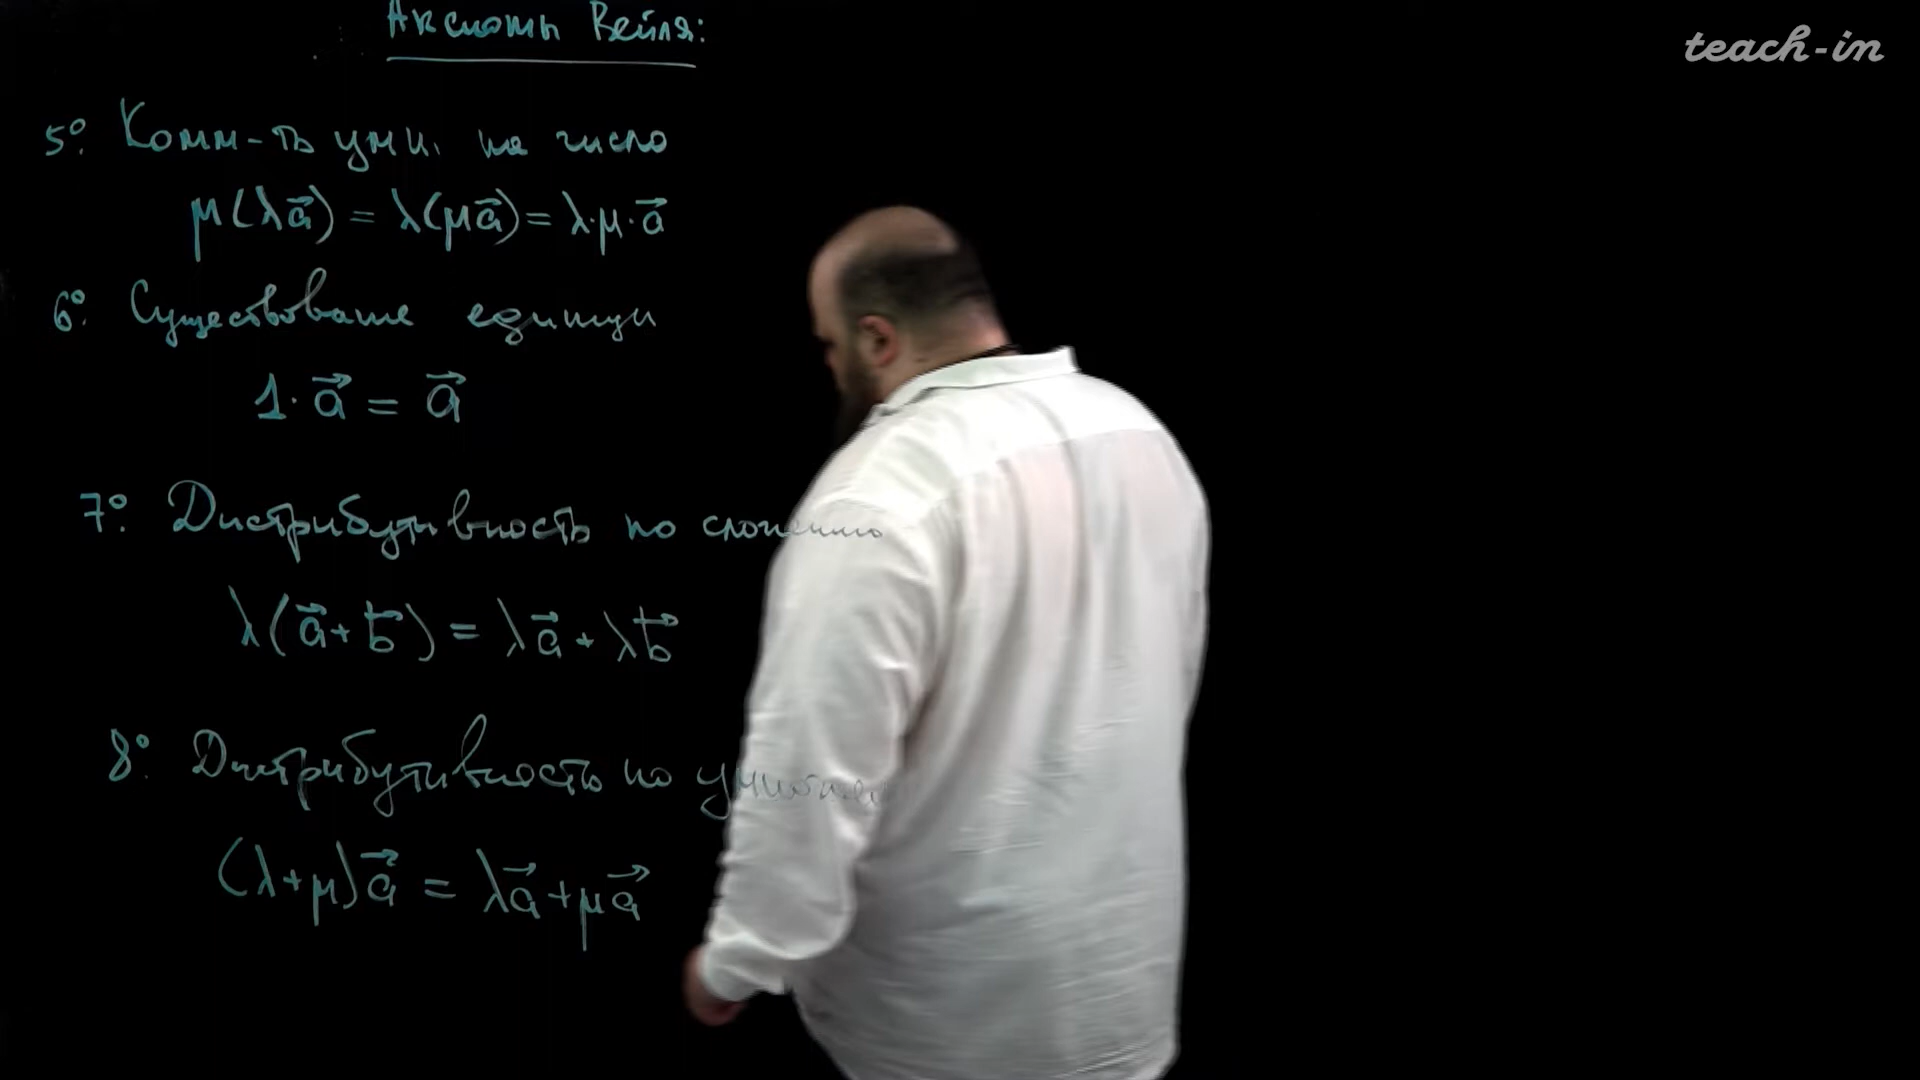 Аксиомы Вейля:
teach-in
5°. Комм-ть умн. на число
μ(λa⃗) = λ(μa⃗) = λ·μ·a⃗
6°. Существование единицы
1·a⃗ = a⃗
7°. Дистрибутивность по сложению
λ(a⃗+b⃗) = λa⃗ + λb⃗
8°. Дистрибутивность по
(λ+μ)a⃗ = λa⃗+μa⃗